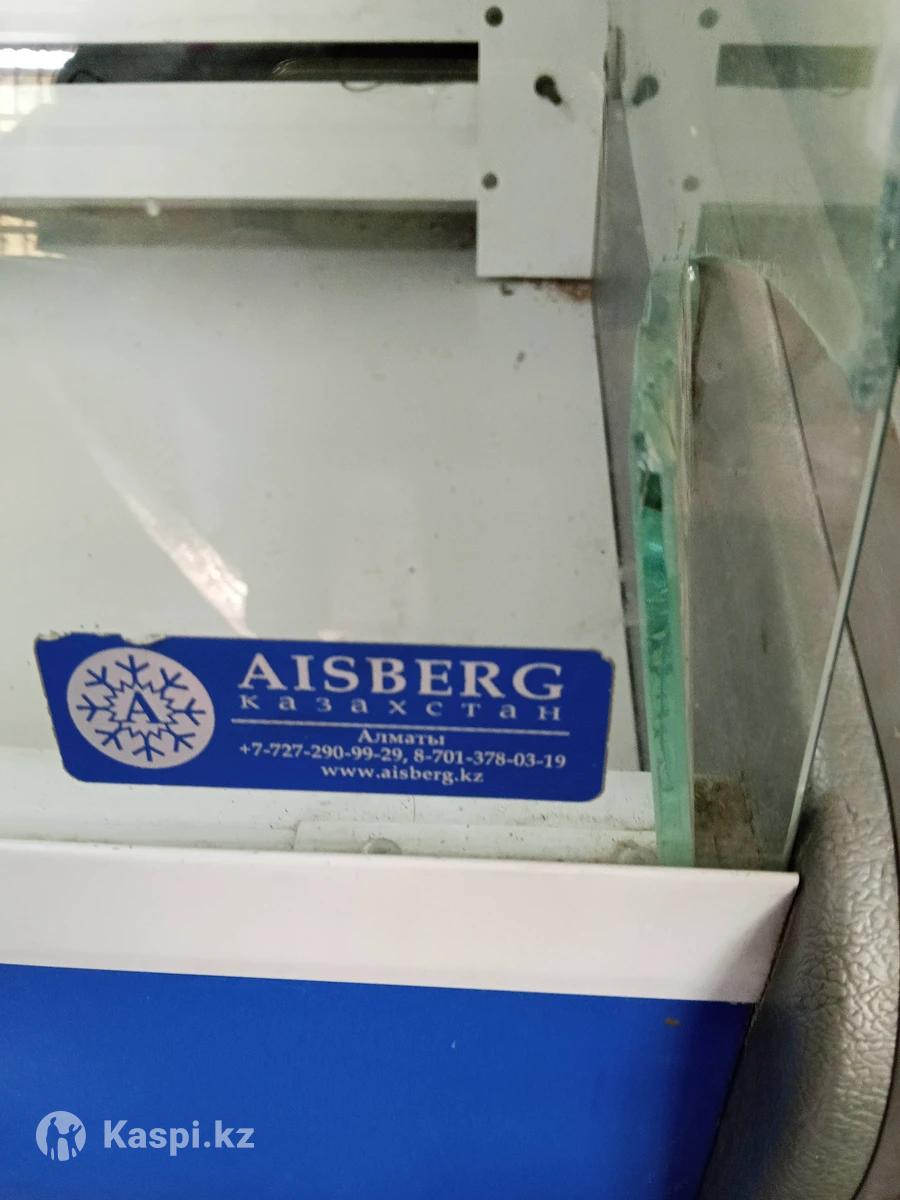 A
AISBERG
казахстан
Алматы
+7-727-290-99-29, 8-701-378-03-19
www.aisberg.kz
Kaspi.kz